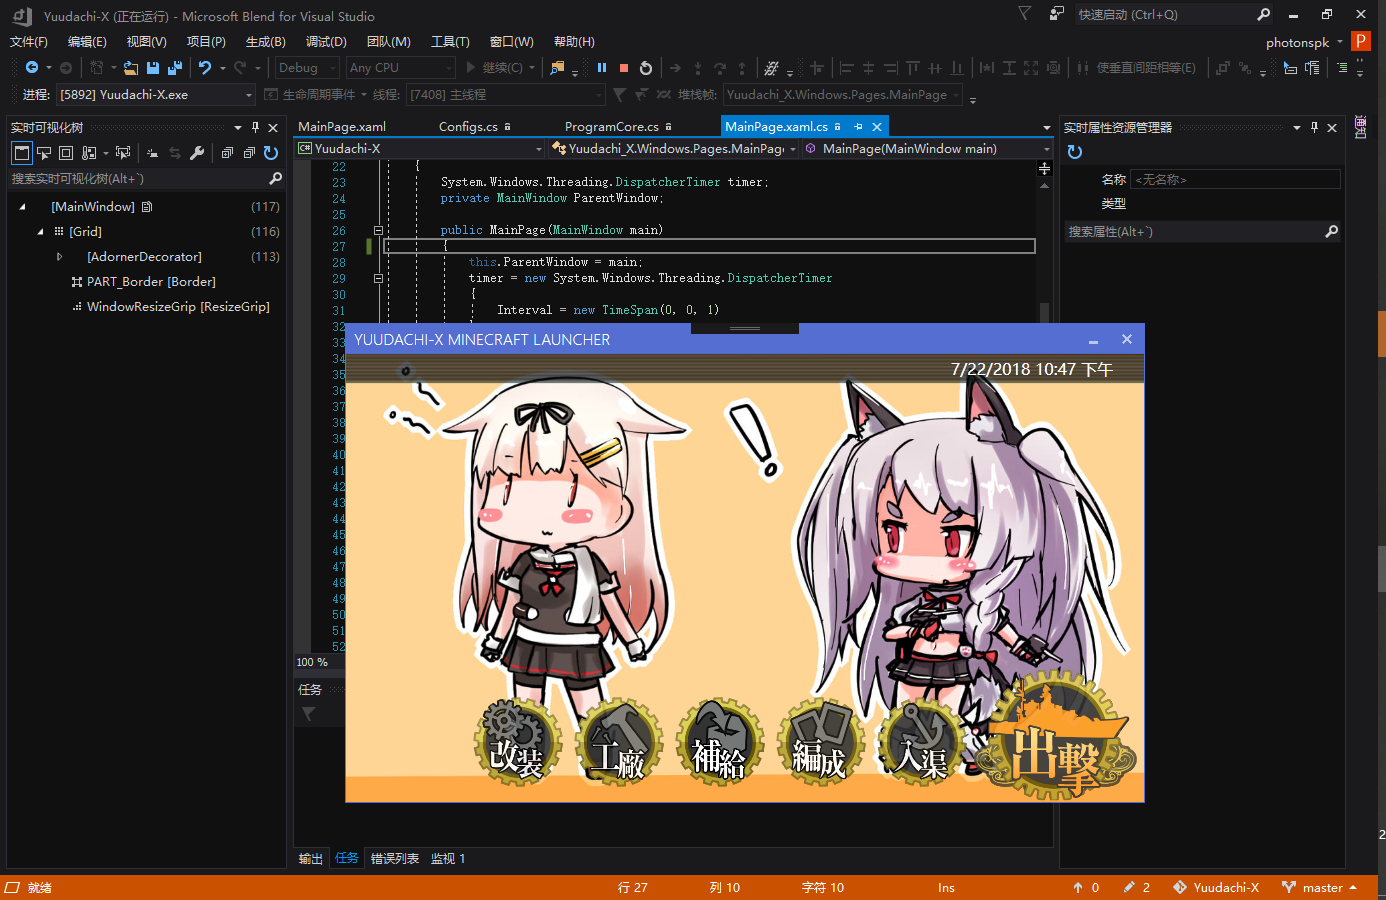 Yuudachi-X (正在运行) - Microsoft Blend for Visual Studio
快速启动 (Ctrl+Q)
文件(F) 编辑(E) 视图(V) 项目(P) 生成(B) 调试(D) 团队(M) 工具(T) 窗口(W) 帮助(H)
photonspk P
Debug Any CPU 继续(C) 使垂直间距相等(E)
进程: [5892] Yuudachi-X.exe 生命周期事件 线程: [7408] 主线程 堆栈帧: Yuudachi_X.Windows.Pages.MainPage
实时可视化树
搜索实时可视化树(Alt+`)
[MainWindow] (117)
[Grid] (116)
[AdornerDecorator] (113)
PART_Border [Border]
WindowResizeGrip [ResizeGrip]
MainPage.xaml Configs.cs ProgramCore.cs MainPage.xaml.cs
Yuudachi-X Yuudachi_X.Windows.Pages.MainPag MainPage(MainWindow main)
22 {
23 System.Windows.Threading.DispatcherTimer timer;
24 private MainWindow ParentWindow;
25
26 public MainPage(MainWindow main)
27 {
28 this.ParentWindow = main;
29 timer = new System.Windows.Threading.DispatcherTimer
30 {
31 Interval = new TimeSpan(0, 0, 1)
32
33
34
35
36
37
38
39
40
41
42
43
44
45
46
47
48
49
50
51
52
100 %
任务
YUUDACHI-X MINECRAFT LAUNCHER
7/22/2018 10:47 下午
改装
工廠
補給
編成
入渠
出撃
输出 任务 错误列表 监视 1
实时属性资源管理器
名称 <无名称>
类型
搜索属性(Alt+`)
通知
2
就绪 行 27 列 10 字符 10 Ins 0 2 Yuudachi-X master